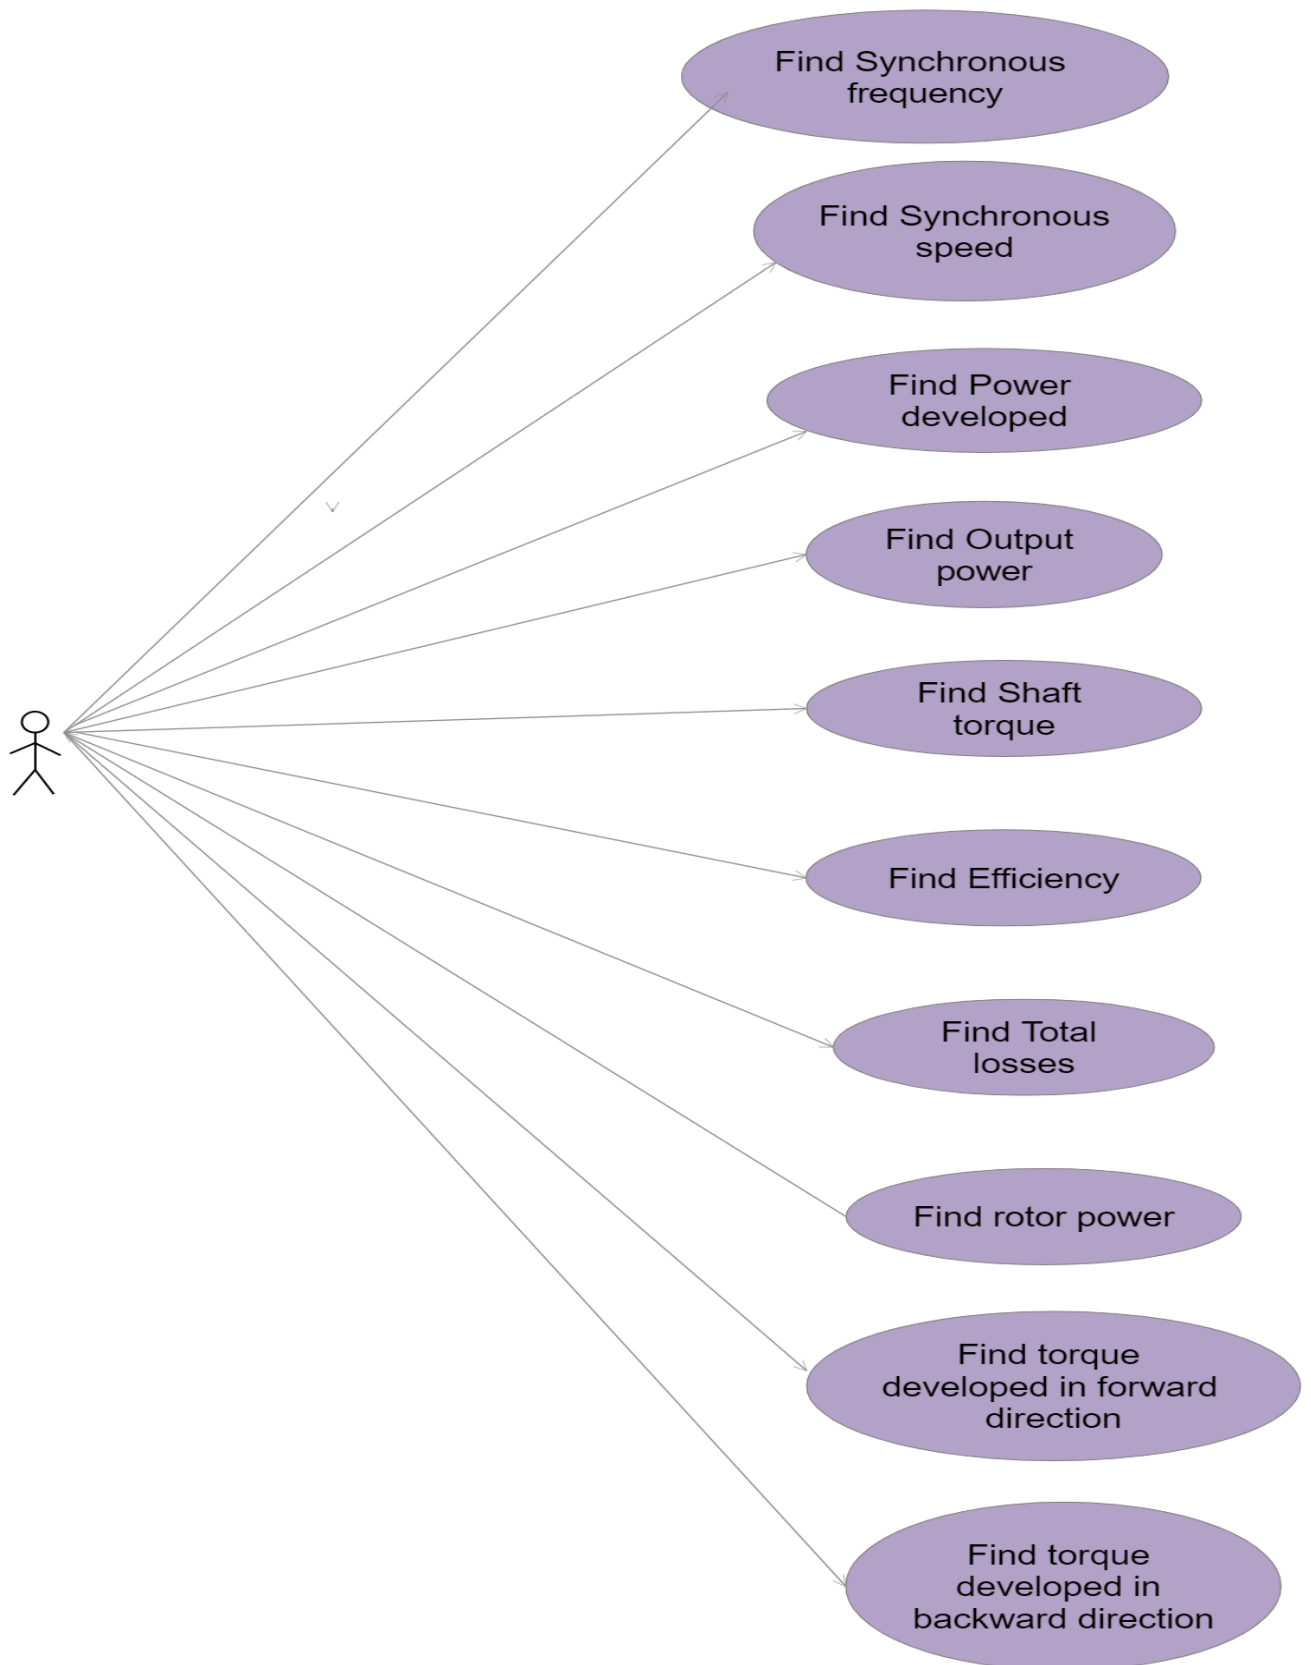 Find Synchronous
frequency
Find Synchronous
speed
Find Power
developed
Find Output
power
Find Shaft
torque
Find Efficiency
Find Total
losses
Find rotor power
Find torque
developed in forward
direction
Find torque
developed in
backward direction